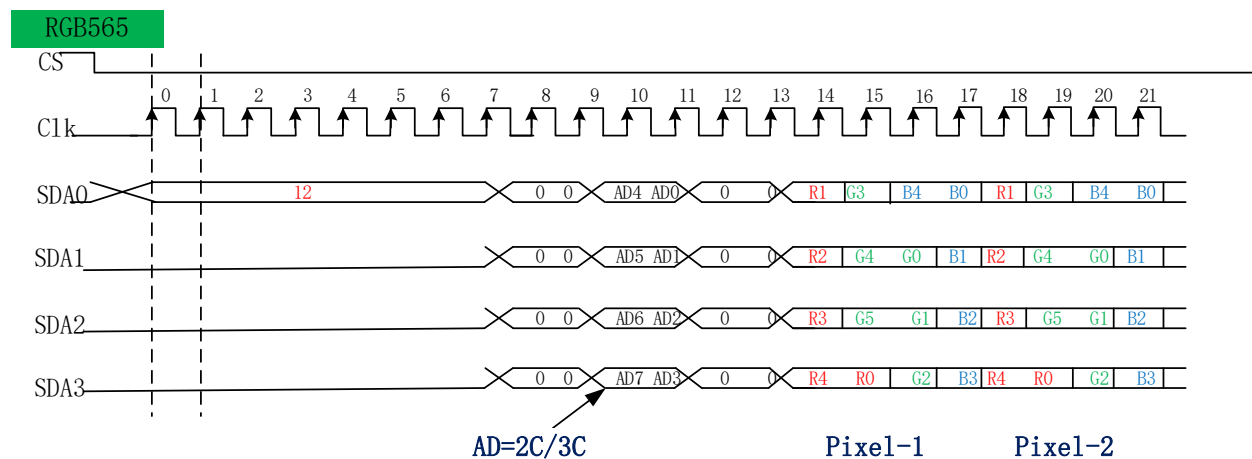 RGB565
CS
0 1 2 3 4 5 6 7 8 9 10 11 12 13 14 15 16 17 18 19 20 21
Clk
SDA0 12 0 0 AD4 AD0 0 0 R1 G3 B4 B0 R1 G3 B4 B0
SDA1 0 0 AD5 AD1 0 0 R2 G4 G0 B1 R2 G4 G0 B1
SDA2 0 0 AD6 AD2 0 0 R3 G5 G1 B2 R3 G5 G1 B2
SDA3 0 0 AD7 AD3 0 0 R4 R0 G2 B3 R4 R0 G2 B3
AD=2C/3C Pixel-1 Pixel-2